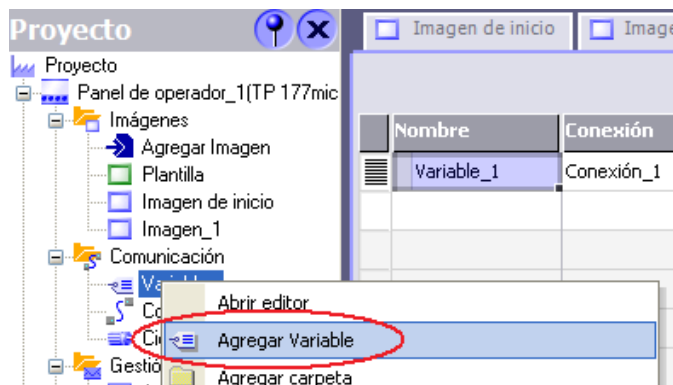 Proyecto
Imagen de inicio
Proyecto
Panel de operador_1(TP 177mic
Imágenes
Agregar Imagen
Plantilla
Imagen de inicio
Imagen_1
Comunicación
Nombre
Conexión
Variable_1
Conexión_1
Abrir editor
Agregar Variable
Agregar carpeta